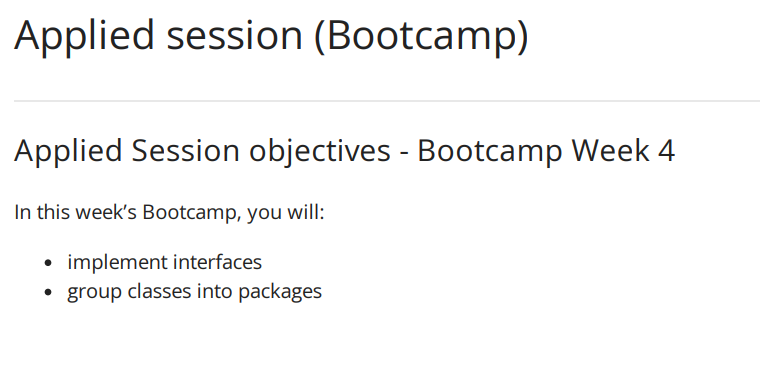 Applied session (Bootcamp)
Applied Session objectives - Bootcamp Week 4
In this week’s Bootcamp, you will:
• implement interfaces
• group classes into packages